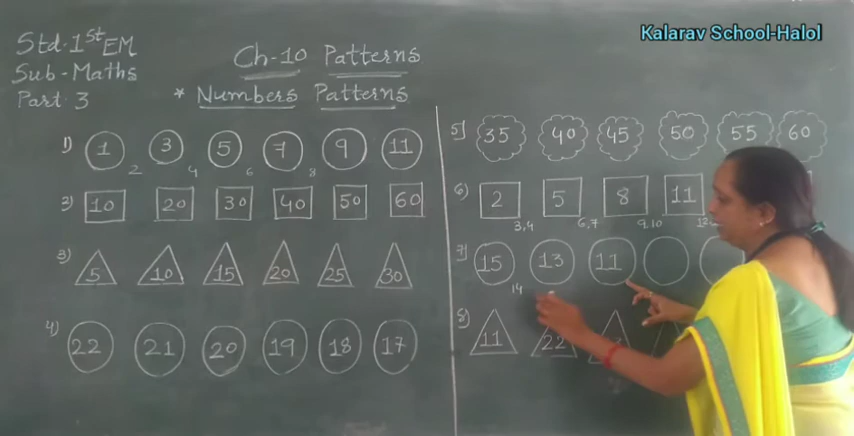 Kalarav School-Halol
Std.1st EM
Sub-Maths
Part.3
Ch-10 Patterns
* Numbers Patterns
1) 1 3 5 7 9 11
2 4 6 8
2) 10 20 30 40 50 60
3) 5 10 15 20 25 30
4) 22 21 20 19 18 17
5) 35 40 45 50 55 60
6) 2 5 8 11
3,4 6,7 9,10
7) 15 13 11
14
8) 11 22